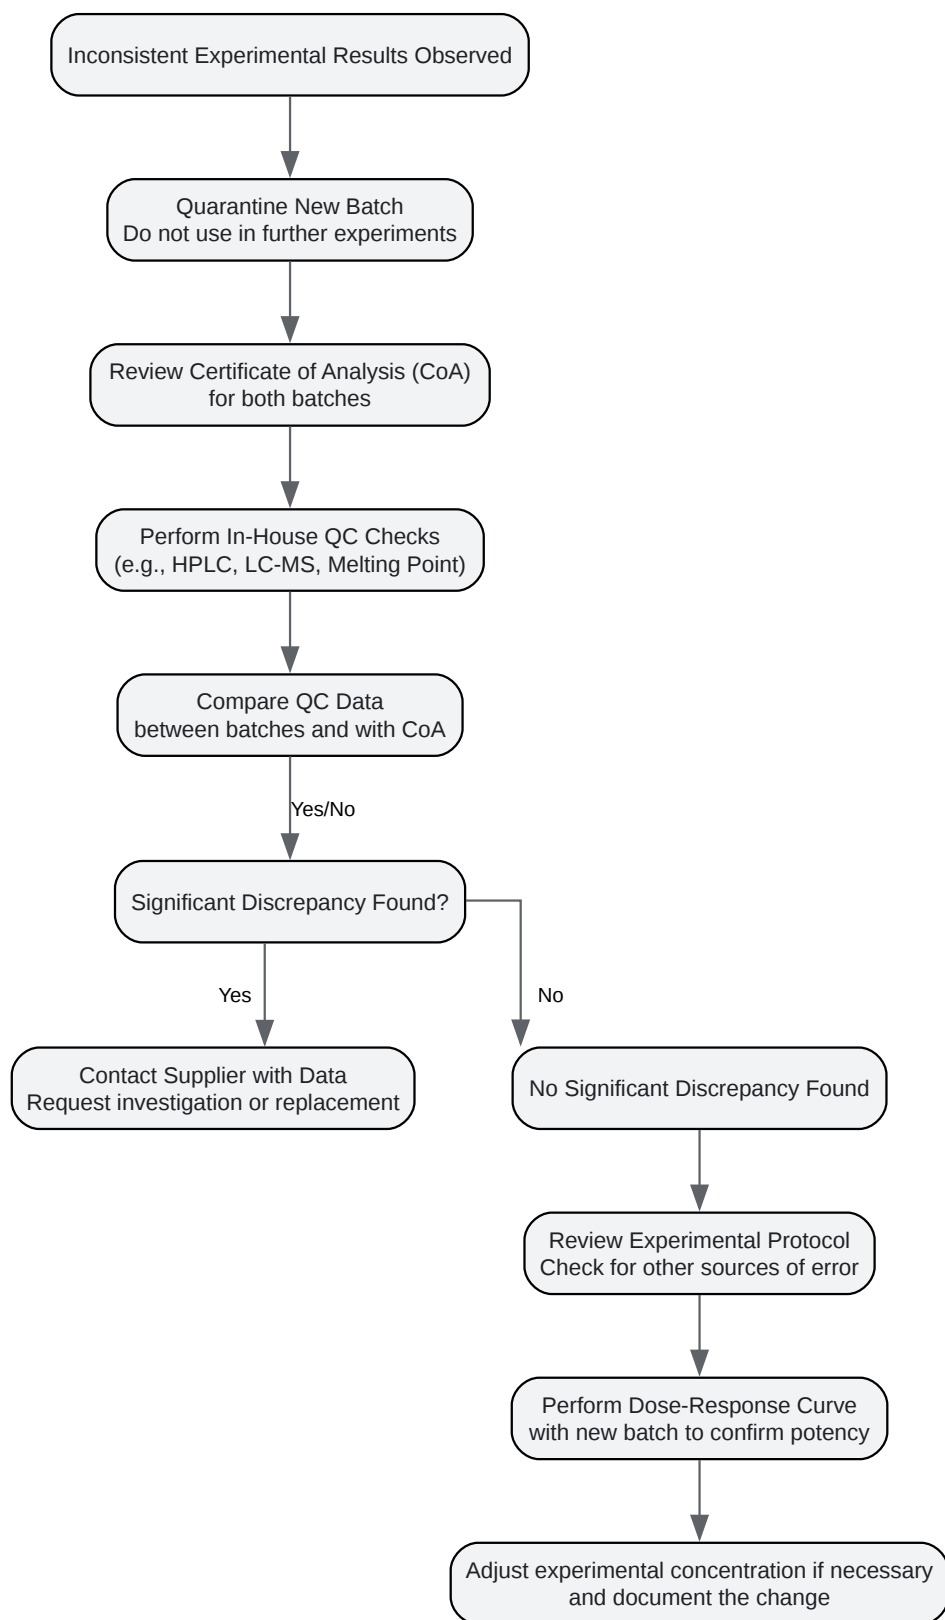 Inconsistent Experimental Results Observed
Quarantine New Batch
Do not use in further experiments
Review Certificate of Analysis (CoA)
for both batches
Perform In-House QC Checks
(e.g., HPLC, LC-MS, Melting Point)
Compare QC Data
between batches and with CoA
Yes/No
Significant Discrepancy Found?
Yes
No
Contact Supplier with Data
Request investigation or replacement
No Significant Discrepancy Found
Review Experimental Protocol
Check for other sources of error
Perform Dose-Response Curve
with new batch to confirm potency
Adjust experimental concentration if necessary
and document the change